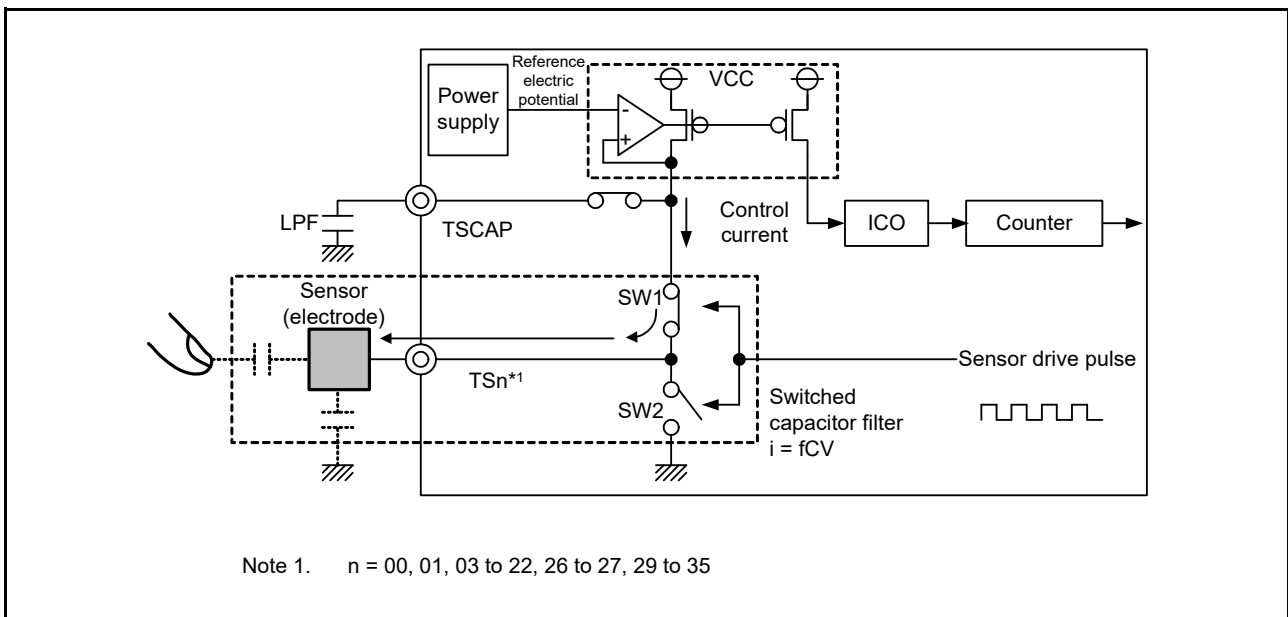 Power
supply
Reference
electric
potential
VCC
-
+
LPF
TSCAP
Control
current
ICO
Counter
Sensor
(electrode)
SW1
TSn*1
SW2
Sensor drive pulse
Switched
capacitor filter
i = fCV
Note 1. n = 00, 01, 03 to 22, 26 to 27, 29 to 35